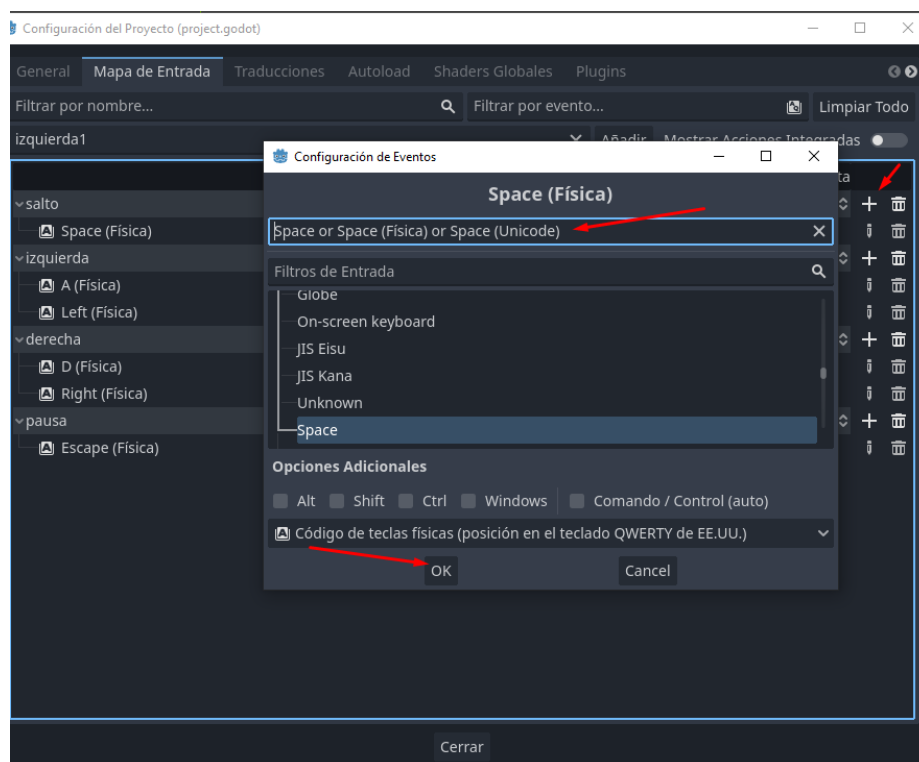 Configuración del Proyecto (project.godot)
General Mapa de Entrada Traducciones Autoload Shaders Globales Plugins
Filtrar por nombre... Filtrar por evento... Limpiar Todo
izquierda1 Añadir Mostrar Acciones Integradas
Configuración de Eventos
ta
Space (Física)
salto
Space (Física)
Space or Space (Física) or Space (Unicode)
izquierda
Filtros de Entrada
A (Física)
Globe
Left (Física)
On-screen keyboard
derecha
JIS Eisu
D (Física)
JIS Kana
Right (Física)
Unknown
pausa
Space
Escape (Física)
Opciones Adicionales
Alt Shift Ctrl Windows Comando / Control (auto)
Código de teclas físicas (posición en el teclado QWERTY de EE.UU.)
OK Cancel
Cerrar